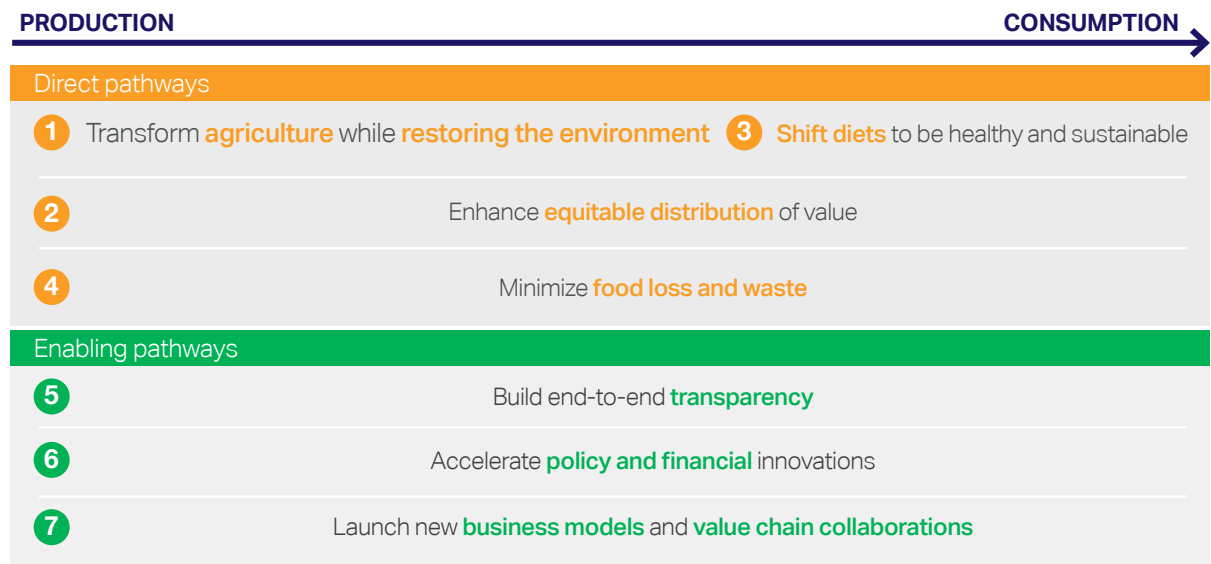 PRODUCTION CONSUMPTION
Direct pathways
1 Transform agriculture while restoring the environment 3 Shift diets to be healthy and sustainable
2 Enhance equitable distribution of value
4 Minimize food loss and waste
Enabling pathways
5 Build end-to-end transparency
6 Accelerate policy and financial innovations
7 Launch new business models and value chain collaborations